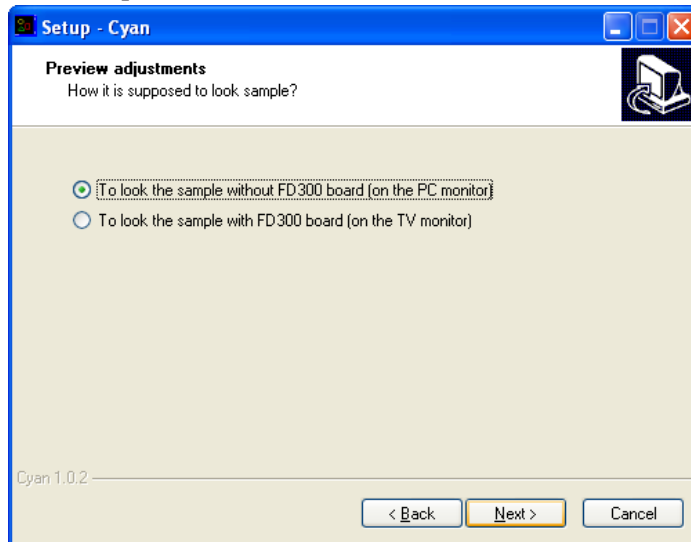 Setup - Cyan
Preview adjustments
How it is supposed to look sample?
To look the sample without FD300 board (on the PC monitor)
To look the sample with FD300 board (on the TV monitor)
Cyan 1.0.2
< Back
Next >
Cancel